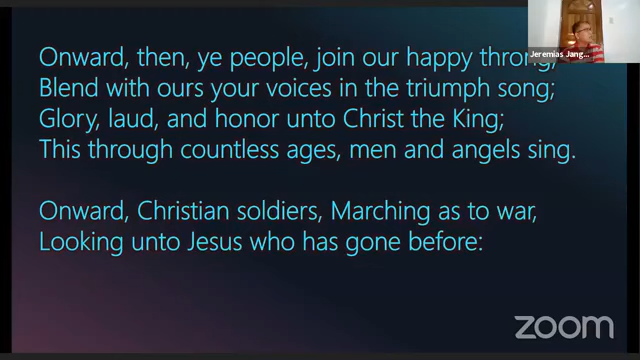 Onward, then, ye people, join our happy throng,
Blend with ours your voices in the triumph song;
Glory, laud, and honor unto Christ the King;
This through countless ages, men and angels sing.
Onward, Christian soldiers, Marching as to war,
Looking unto Jesus who has gone before:
Jeremias Jang...
zoom